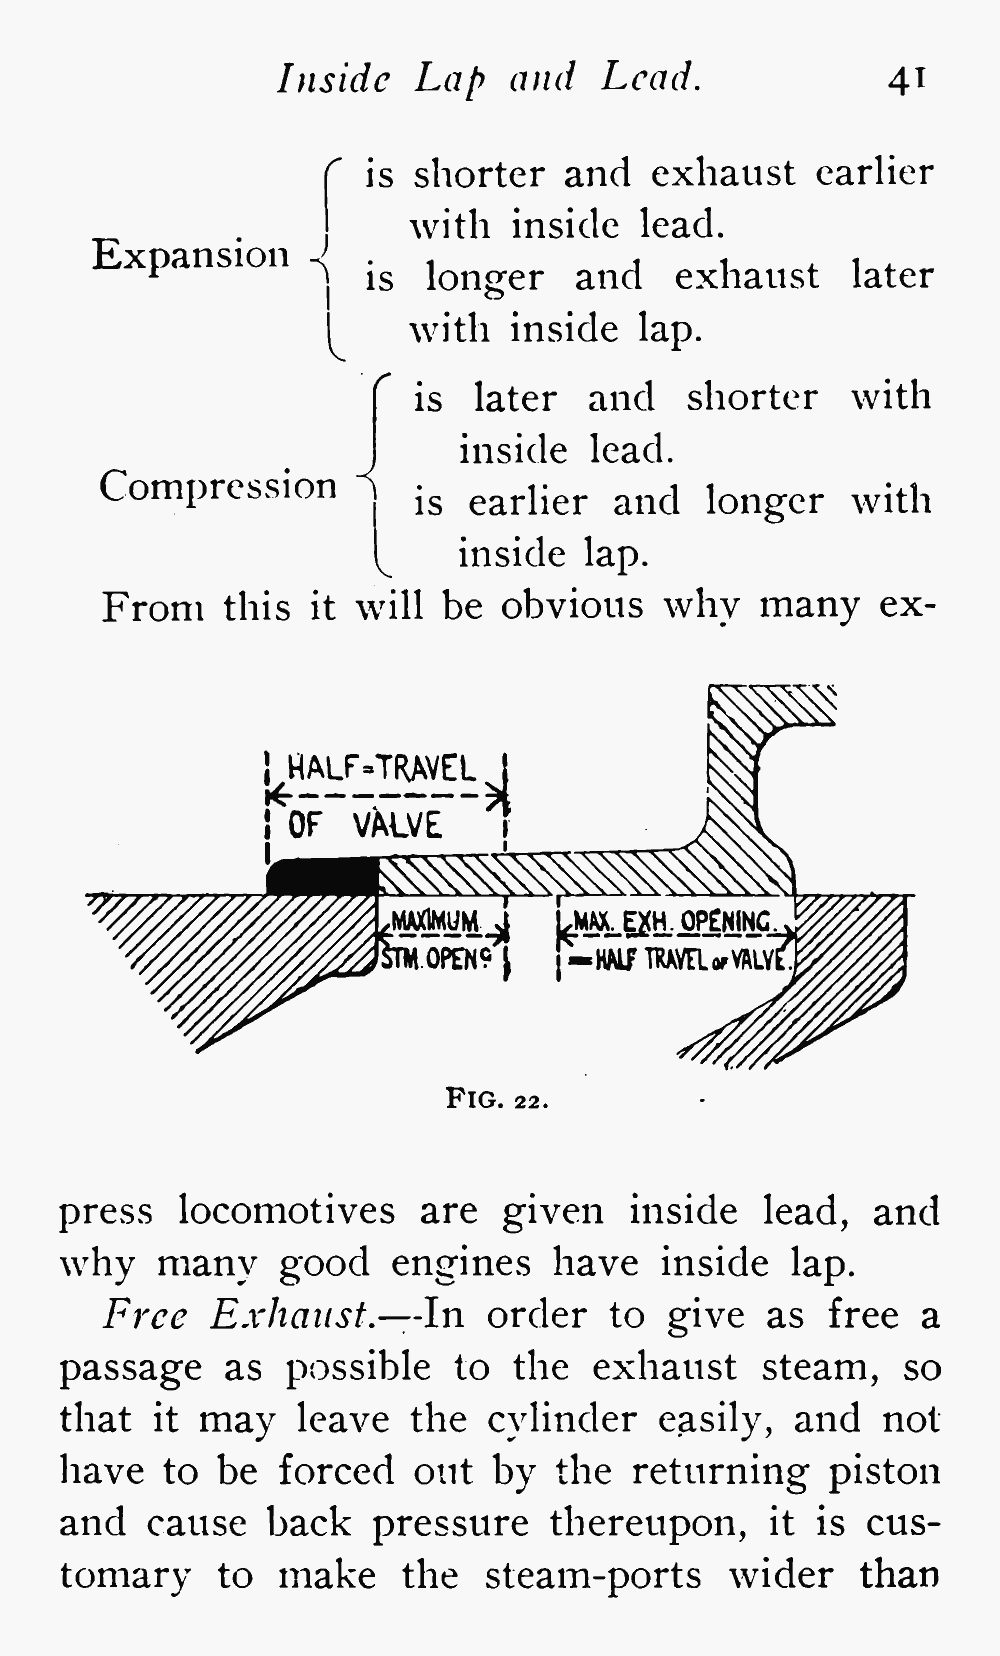 Inside Lap and Lead. 41
is shorter and exhaust earlier
with inside lead.
Expansion
is longer and exhaust later
with inside lap.
is later and shorter with
inside lead.
Compression
is earlier and longer with
inside lap.
From this it will be obvious why many ex-
HALF=TRAVEL
OF VALVE
MAXIMUM
STM. OPENG
MAX. EXH. OPENING.
= HALF TRAVEL OF VALVE.
FIG. 22.
press locomotives are given inside lead, and
why many good engines have inside lap.
Free Exhaust.—In order to give as free a
passage as possible to the exhaust steam, so
that it may leave the cylinder easily, and not
have to be forced out by the returning piston
and cause back pressure thereupon, it is cus-
tomary to make the steam-ports wider than